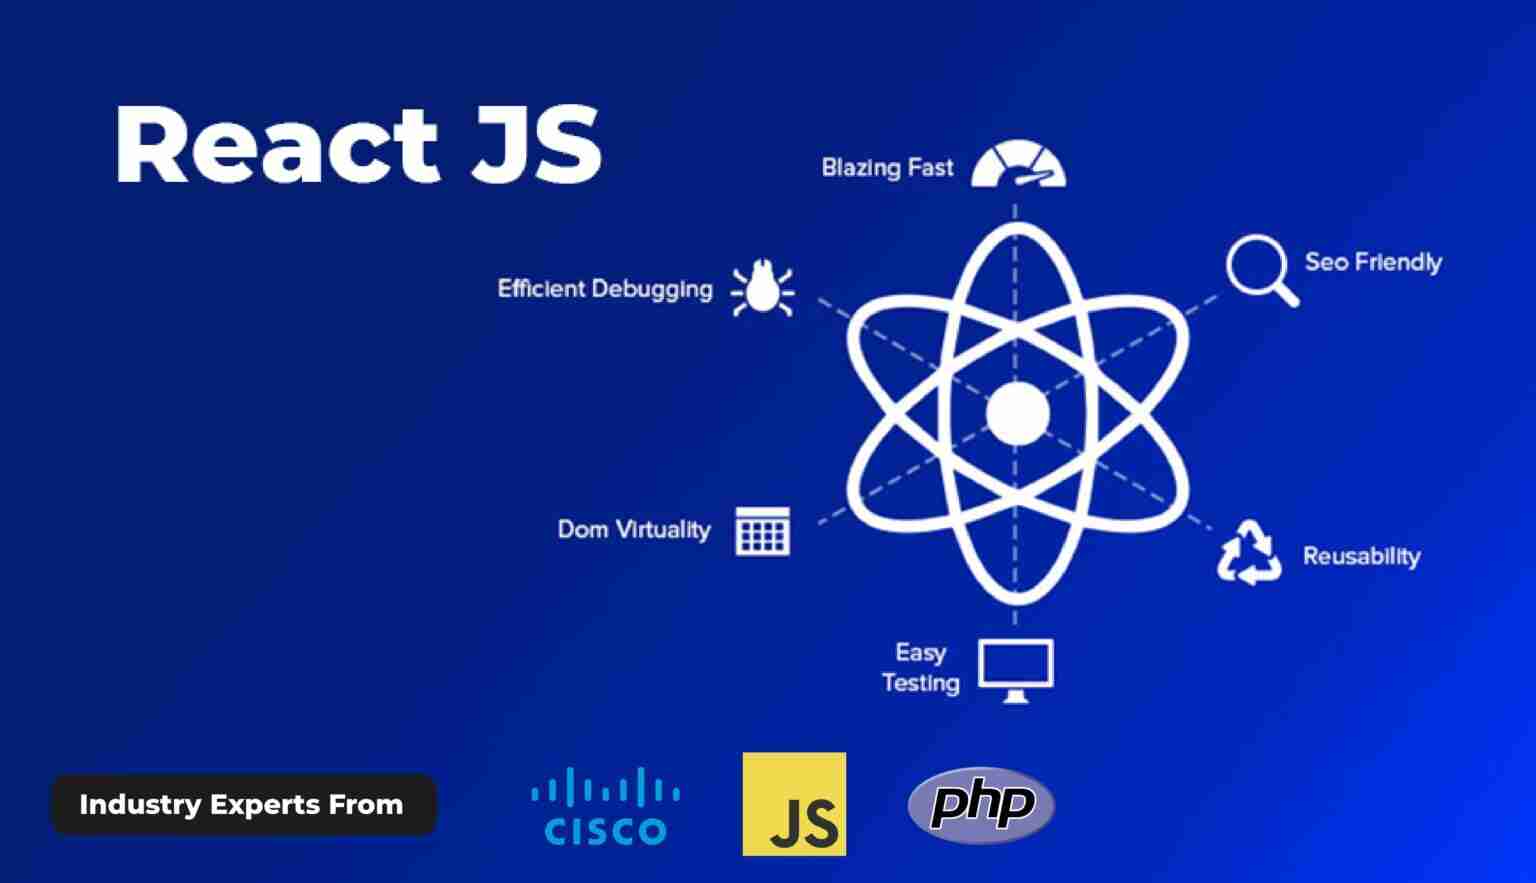 React JS
Blazing Fast
Efficient Debugging
Seo Friendly
Dom Virtuality
Reusability
Easy
Testing
Industry Experts From
CISCO
JS
php